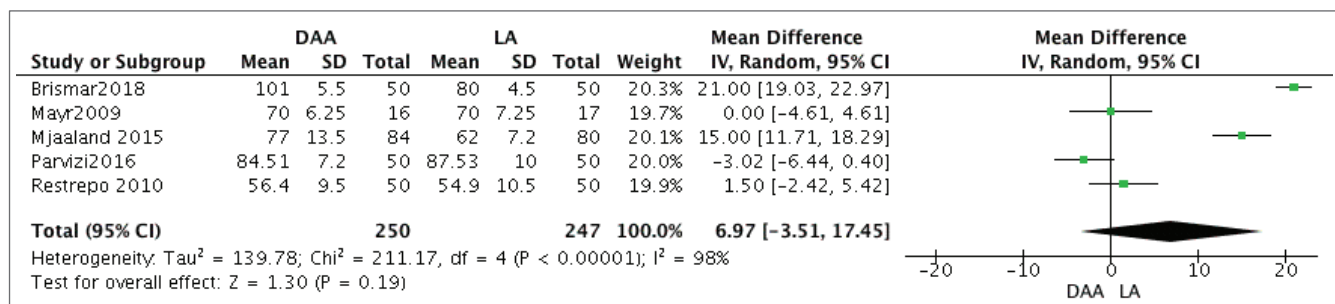 DAA LA Mean Difference Mean Difference
Study or Subgroup Mean SD Total Mean SD Total Weight IV, Random, 95% CI IV, Random, 95% CI
Brismar2018 101 5.5 50 80 4.5 50 20.3% 21.00 [19.03, 22.97]
Mayr2009 70 6.25 16 70 7.25 17 19.7% 0.00 [-4.61, 4.61]
Mjaaland 2015 77 13.5 84 62 7.2 80 20.1% 15.00 [11.71, 18.29]
Parvizi2016 84.51 7.2 50 87.53 10 50 20.0% -3.02 [-6.44, 0.40]
Restrepo 2010 56.4 9.5 50 54.9 10.5 50 19.9% 1.50 [-2.42, 5.42]
Total (95% CI) 250 247 100.0% 6.97 [-3.51, 17.45]
Heterogeneity: Tau² = 139.78; Chi² = 211.17, df = 4 (P < 0.00001); I² = 98%
Test for overall effect: Z = 1.30 (P = 0.19)
-20 -10 0 10 20
DAA LA